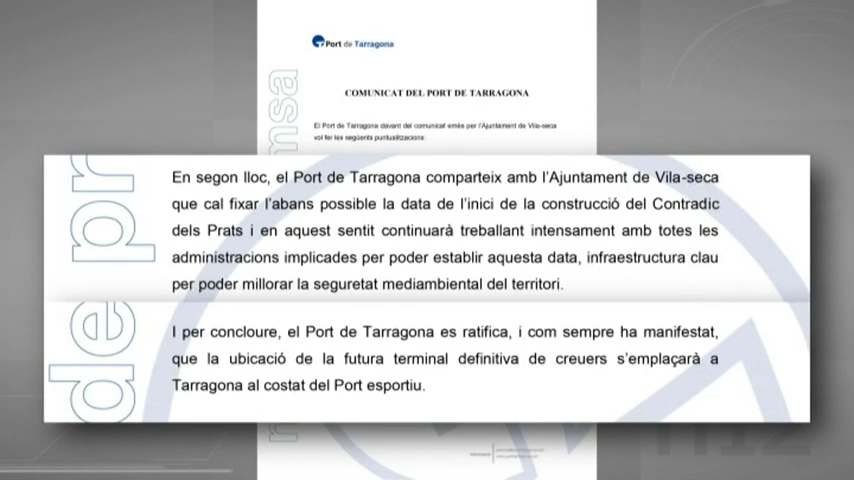 Port de Tarragona
COMUNICAT DEL PORT DE TARRAGONA
El Port de Tarragona davant del comunicat emès per l'Ajuntament de Vila-seca
vol fer les següents puntualitzacions:
En segon lloc, el Port de Tarragona comparteix amb l'Ajuntament de Vila-seca
que cal fixar l'abans possible la data de l'inici de la construcció del Contradic
dels Prats i en aquest sentit continuarà treballant intensament amb totes les
administracions implicades per poder establir aquesta data, infraestructura clau
per poder millorar la seguretat mediambiental del territori.
I per concloure, el Port de Tarragona es ratifica, i com sempre ha manifestat,
que la ubicació de la futura terminal definitiva de creuers s'emplaçarà a
Tarragona al costat del Port esportiu.
de pr
msa